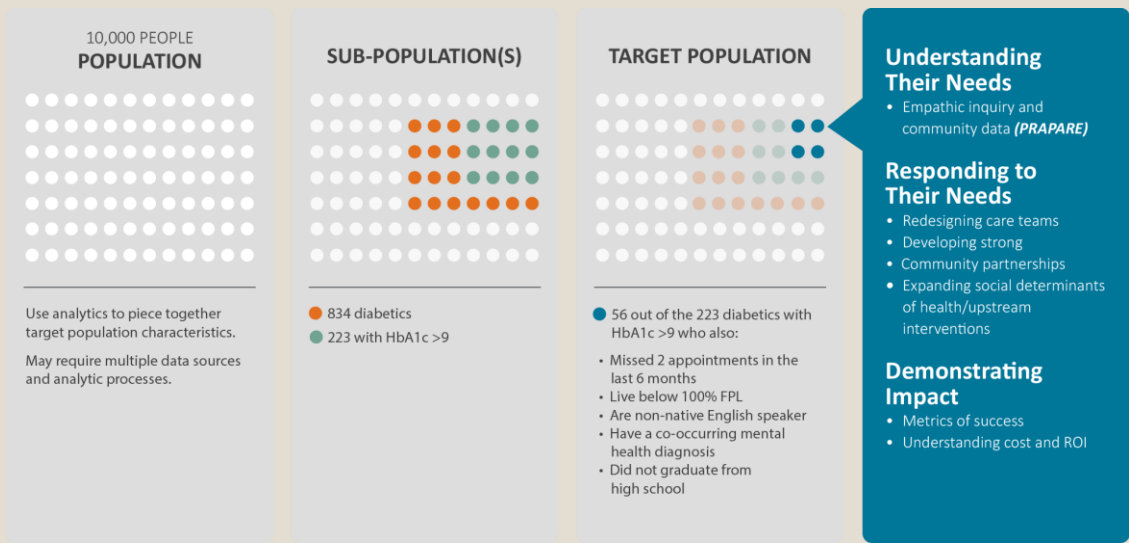 10,000 PEOPLE
POPULATION
Use analytics to piece together
target population characteristics.
May require multiple data sources
and analytic processes.
SUB-POPULATION(S)
834 diabetics
223 with HbA1c >9
TARGET POPULATION
56 out of the 223 diabetics with
HbA1c >9 who also:
• Missed 2 appointments in the
last 6 months
• Live below 100% FPL
• Are non-native English speaker
• Have a co-occurring mental
health diagnosis
• Did not graduate from
high school
Understanding
Their Needs
• Empathic inquiry and
community data (PRAPARE)
Responding to
Their Needs
• Redesigning care teams
• Developing strong
• Community partnerships
• Expanding social determinants
of health/upstream
interventions
Demonstrating
Impact
• Metrics of success
• Understanding cost and ROI